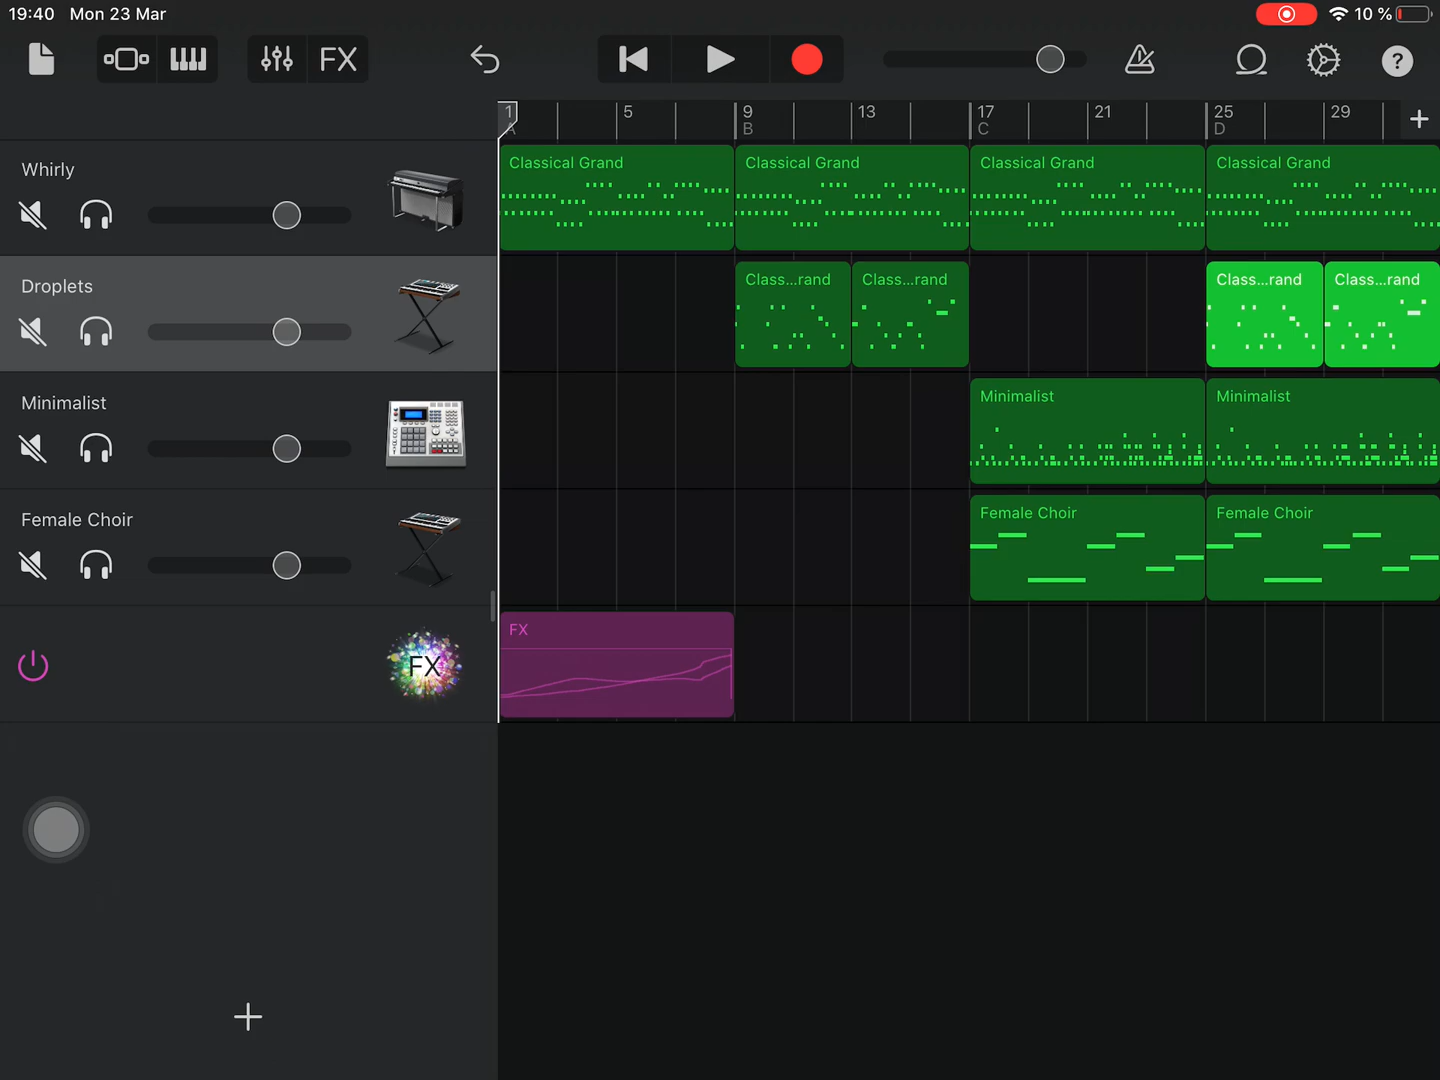 19:40 Mon 23 Mar
10 %
FX
?
1 5 9 13 17 21 25 29
A B C D
Whirly
Classical Grand Classical Grand Classical Grand Classical Grand
Droplets
Class...rand Class...rand Class...rand Class...rand
Minimalist
Minimalist Minimalist
Female Choir
Female Choir Female Choir
FX
FX